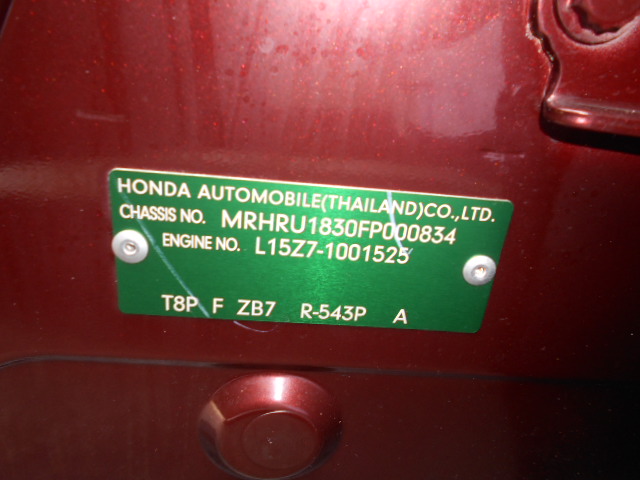 HONDA AUTOMOBILE(THAILAND)CO.,LTD.
CHASSIS NO. MRHRU1830FP000834
ENGINE NO. L15Z7-1001525
T8P F ZB7 R-543P A